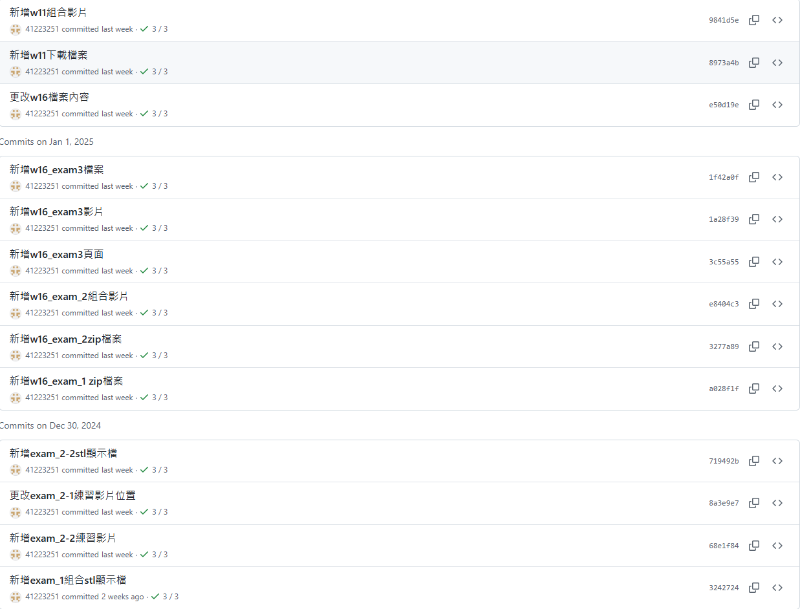 新增w11組合影片
41223251 committed last week · ✓ 3 / 3
9841d5e
新增w11下載檔案
41223251 committed last week · ✓ 3 / 3
8973a4b
更改w16檔案內容
41223251 committed last week · ✓ 3 / 3
e50d19e
Commits on Jan 1, 2025
新增w16_exam3檔案
41223251 committed last week · ✓ 3 / 3
1f42a0f
新增w16_exam3影片
41223251 committed last week · ✓ 3 / 3
1a28f39
新增w16_exam3頁面
41223251 committed last week · ✓ 3 / 3
3c55a55
新增w16_exam_2組合影片
41223251 committed last week · ✓ 3 / 3
e8404c3
新增w16_exam_2zip檔案
41223251 committed last week · ✓ 3 / 3
3277a89
新增w16_exam_1 zip檔案
41223251 committed last week · ✓ 3 / 3
a028f1f
Commits on Dec 30, 2024
新增exam_2-2stl顯示檔
41223251 committed last week · ✓ 3 / 3
719492b
更改exam_2-1練習影片位置
41223251 committed last week · ✓ 3 / 3
8a3e9e7
新增exam_2-2練習影片
41223251 committed last week · ✓ 3 / 3
68e1f84
新增exam_1組合stl顯示檔
41223251 committed 2 weeks ago · ✓ 3 / 3
3242724